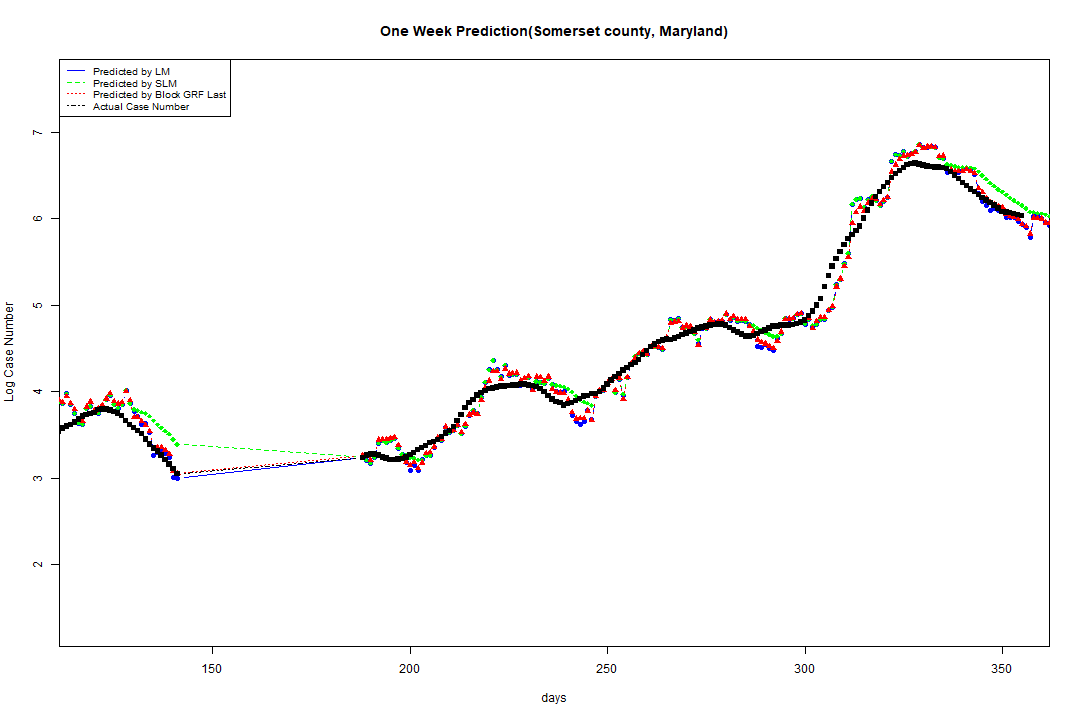 One Week Prediction(Somerset county, Maryland)
Predicted by LM
Predicted by SLM
Predicted by Block GRF Last
Actual Case Number
7
6
5
4
3
2
Log Case Number
150 200 250 300 350
days